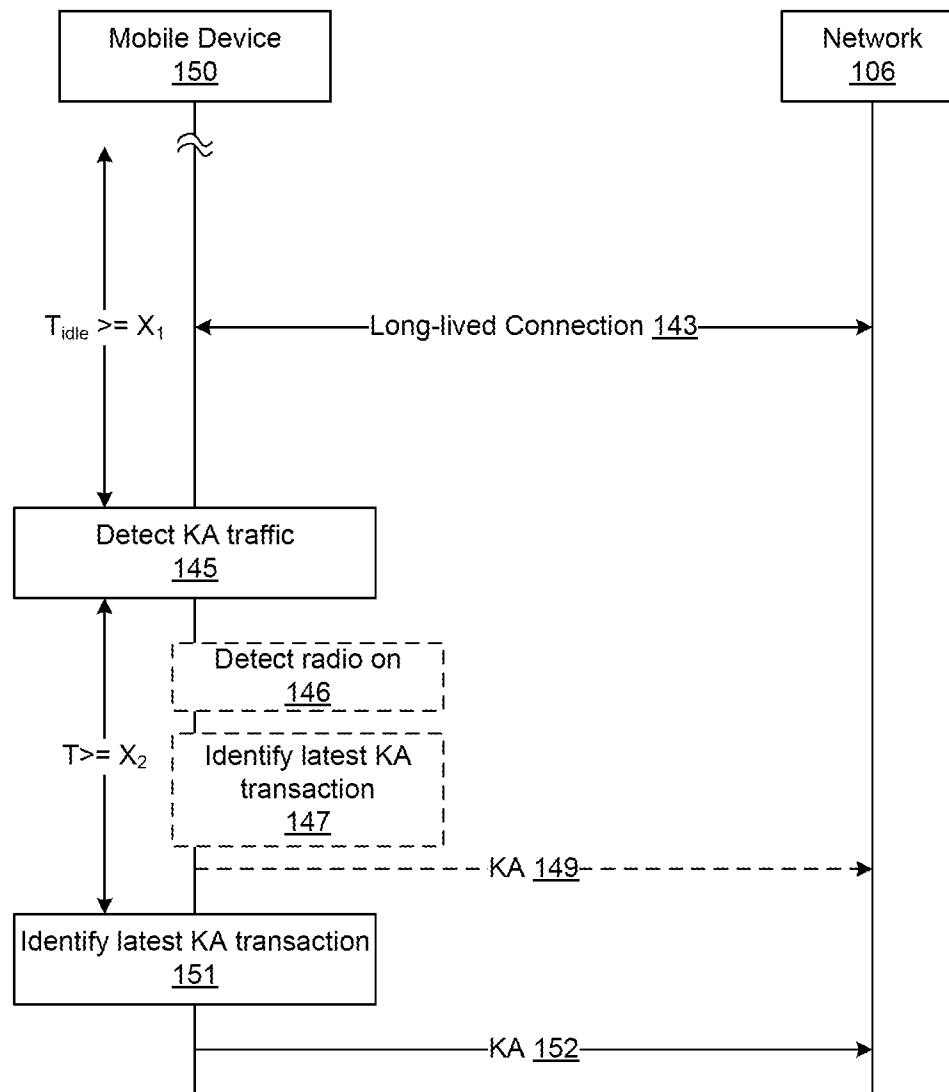 Mobile Device
150
Network
106
T_idle >= X_1
Long-lived Connection 143
Detect KA traffic
145
Detect radio on
146
T>= X_2
Identify latest KA
transaction
147
KA 149
Identify latest KA transaction
151
KA 152